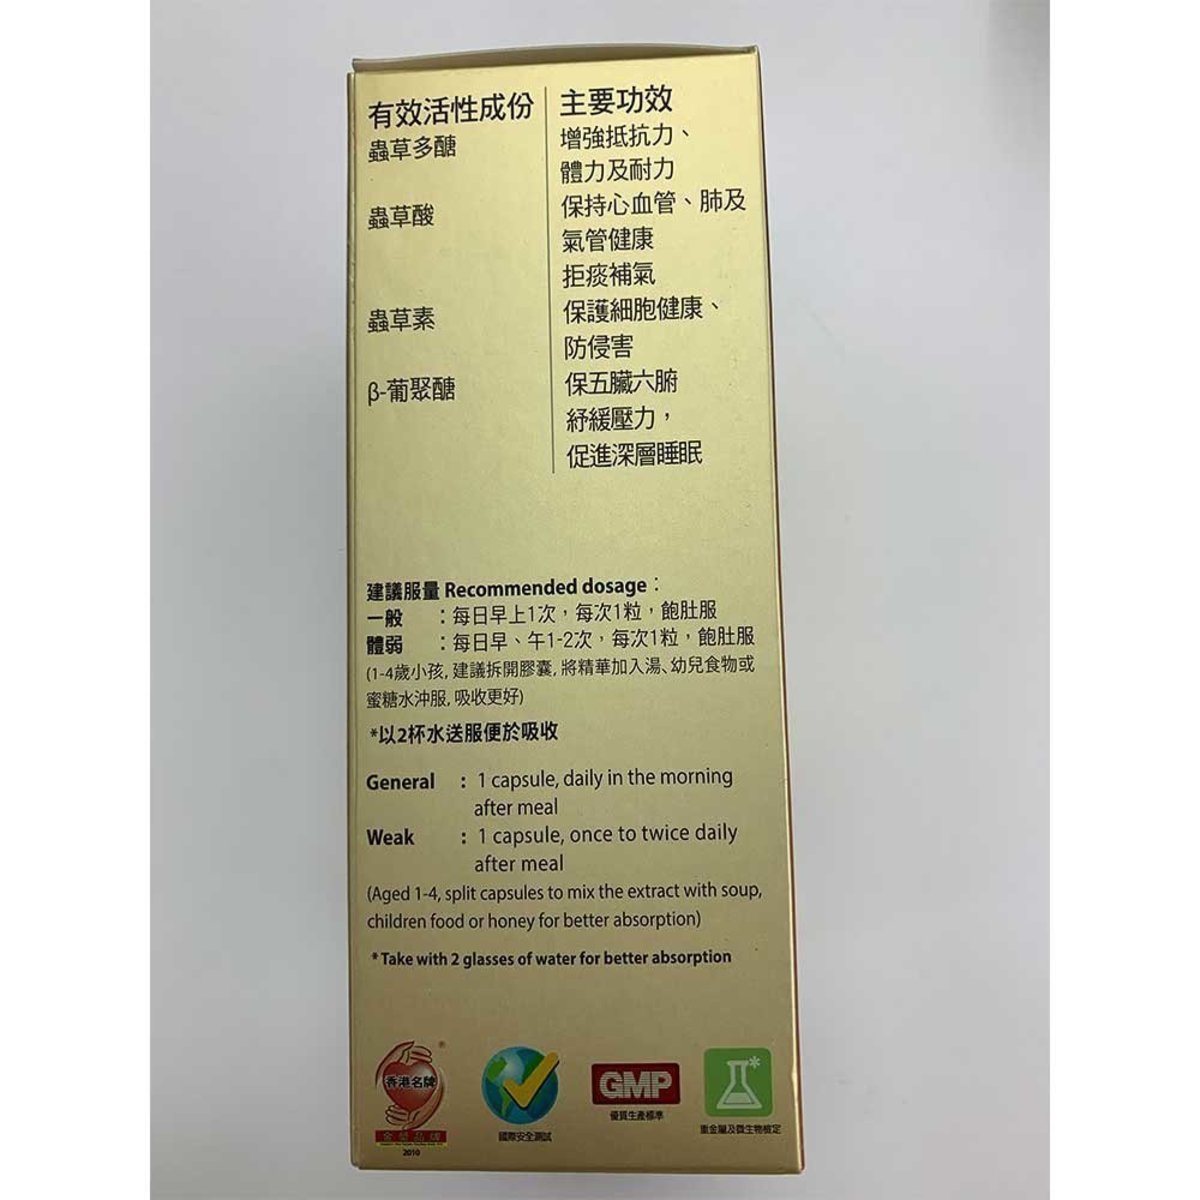 有效活性成份 主要功效
蟲草多醣 增強抵抗力、
體力及耐力
蟲草酸 保持心血管、肺及
氣管健康
拒痰補氣
蟲草素 保護細胞健康、
防侵害
β-葡聚醣 保五臟六腑
紓緩壓力，
促進深層睡眠
建議服量 Recommended dosage：
一般 ：每日早上1次，每次1粒，飽肚服
體弱 ：每日早、午1-2次，每次1粒，飽肚服
(1-4歲小孩, 建議拆開膠囊, 將精華加入湯、幼兒食物或
蜜糖水沖服, 吸收更好)
*以2杯水送服便於吸收
General : 1 capsule, daily in the morning
after meal
Weak : 1 capsule, once to twice daily
after meal
(Aged 1-4, split capsules to mix the extract with soup,
children food or honey for better absorption)
*Take with 2 glasses of water for better absorption
香港名牌 ®
金榮品牌
2010
國際安全測試
GMP
優質生產標準
*
重金屬及微生物檢定